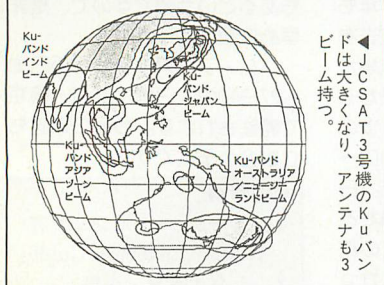 ◀JCSAT3号機のKuバン
ドは大きくなり、アンテナも3
ビーム持つ。
Ku-
バンド
インド
ビーム
Ku-
バンド
ジャパン
ビーム
Ku-
バンド
アジア
ゾーン
ビーム
Ku-バンド
オーストラリア
/ニュージー
ランドビーム